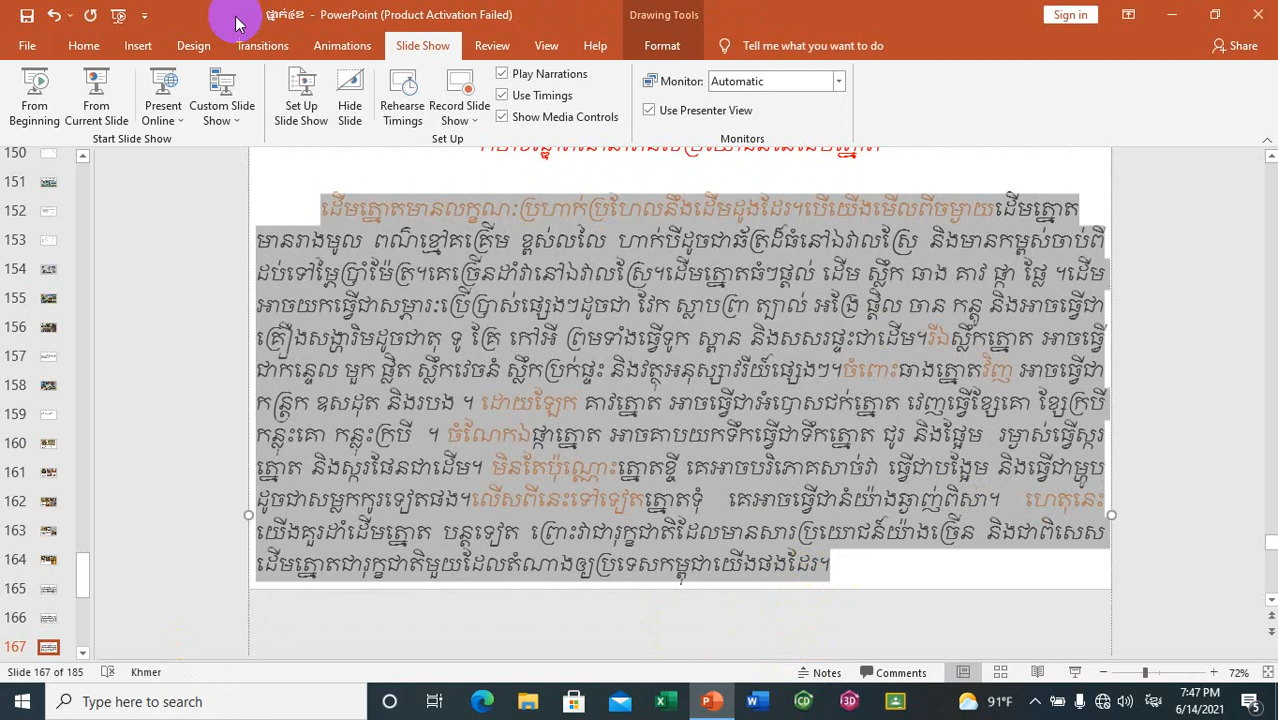 ថ្នាក់៤ខ - PowerPoint (Product Activation Failed)
Drawing Tools
Sign in
File Home Insert Design Transitions Animations Slide Show Review View Help Format Tell me what you want to do Share
From Beginning
From Current Slide
Present Online
Custom Slide Show
Set Up Slide Show
Hide Slide
Rehearse Timings
Record Slide Show
Play Narrations
Use Timings
Show Media Controls
Monitor: Automatic
Use Presenter View
Start Slide Show Set Up Monitors
150
151
152
153
154
155
156
157
158
159
160
161
162
163
164
165
166
167
ដើមត្នោតមានលក្ខណៈប្រហាក់ប្រហែលនឹងដើមដូងដែរ។បើយើងមើលពីចម្ងាយដើមត្នោត
មានរាងមូល ពណ៌ខ្មៅគគ្រើម ខ្ពស់លលៃ ហាក់បីដូចជាឆ័ត្រដ៏ធំនៅឯវាលស្រែ និងមានកម្ពស់ចាប់ពី
ដប់ទៅម្ភៃប្រាំម៉ែត្រ។គេច្រើនដាំវានៅឯវាលស្រែ។ដើមត្នោតធំៗផ្តល់ ដើម ស្លឹក ធាង គាវ ផ្កា ផ្លែ ។ដើម
អាចយកធ្វើជាសម្ភារៈប្រើប្រាស់ផ្សេងៗដូចជា វែក ស្លាបព្រា ត្បាល់ អង្រែ ផ្តិល ចាន កន្ត្ និងអាចធ្វើជា
គ្រឿងសង្ហារិមដូចជាតុ ទូ គ្រែ កៅអី ព្រមទាំងធ្វើទូក ស្ពាន និងសសរផ្ទះជាដើម។រីឯស្លឹកត្នោត អាចធ្វើ
ជាកន្ទេល មួក ផ្លិត ស្លឹកវេចនំ ស្លឹកប្រក់ផ្ទះ និងវត្ថុអនុស្សាវរីយ៍ផ្សេងៗ។ចំពោះធាងត្នោតវិញ អាចធ្វើជា
កន្ត្រក ឧសដុត និងរបង ។ ដោយឡែក គាវត្នោត អាចធ្វើជាអំបោសជក់ត្នោត វេញធ្វើខ្សែគោ ខ្សែក្របី
កន្លុះគោ កន្លុះក្របី ។ ចំណែកឯផ្កាត្នោត អាចគាបយកទឹកធ្វើជាទឹកត្នោត ជូរ និងផ្អែម រម្ងាស់ធ្វើស្ករ
ត្នោត និងស្ករផែនជាដើម។ មិនតែប៉ុណ្ណោះត្នោតខ្ចី គេអាចបរិភោគសាច់វា ធ្វើជាបង្អែម និងធ្វើជាម្ហូប
ដូចជាសម្លកកូរទៀតផង។លើសពីនេះទៅទៀតត្នោតទុំ គេអាចធ្វើជានំយ៉ាងឆ្ងាញ់ពិសា។ ហេតុនេះ
យើងគួរដាំដើមត្នោត បន្តទៀត ព្រោះវាជារុក្ខជាតិដែលមានសារប្រយោជន៍យ៉ាងច្រើន និងជាពិសេស
ដើមត្នោតជារុក្ខជាតិមួយដែលតំណាងឲ្យប្រទេសកម្ពុជាយើងផងដែរ។
Slide 167 of 185 Khmer Notes Comments 72%
Type here to search 91°F 7:47 PM
6/14/2021